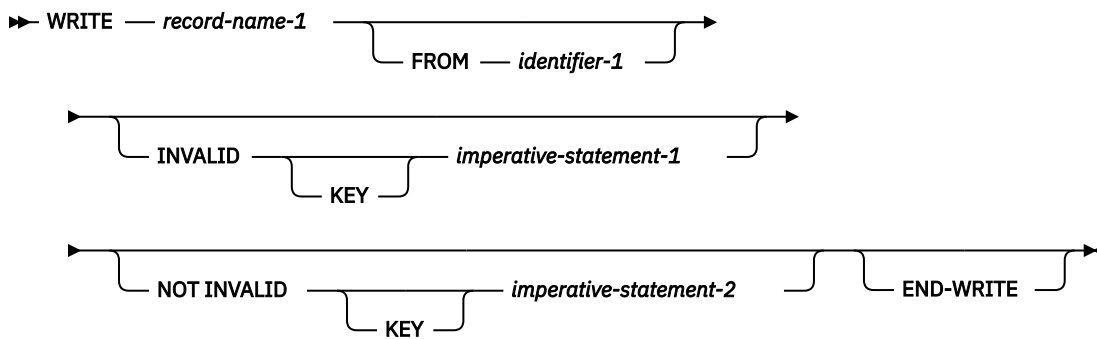 WRITE record-name-1
FROM identifier-1
INVALID imperative-statement-1
KEY
NOT INVALID imperative-statement-2 END-WRITE
KEY